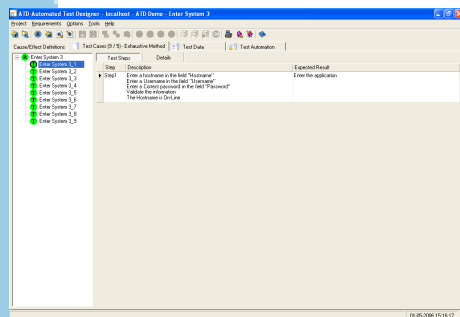 ATD Automated Test Designer - localhost - ATD Demo - Enter System 3
Project Requirements Options Tools Help
Cause/Effect Definitions Test Cases (9 / 9) - Exhaustive Method Test Data Test Automation
Enter System 3
Enter System 3_1
Enter System 3_2
Enter System 3_3
Enter System 3_4
Enter System 3_5
Enter System 3_6
Enter System 3_7
Enter System 3_8
Enter System 3_9
Test Steps Details
Step Description Expected Result
Step1 Enter a hostname in the field "Hostname" Enter the application
Enter a Username in the field "Username"
Enter a Correct password in the field "Password"
Validate the information
The Hostname is On-Line
01-05-2006 15:16:17